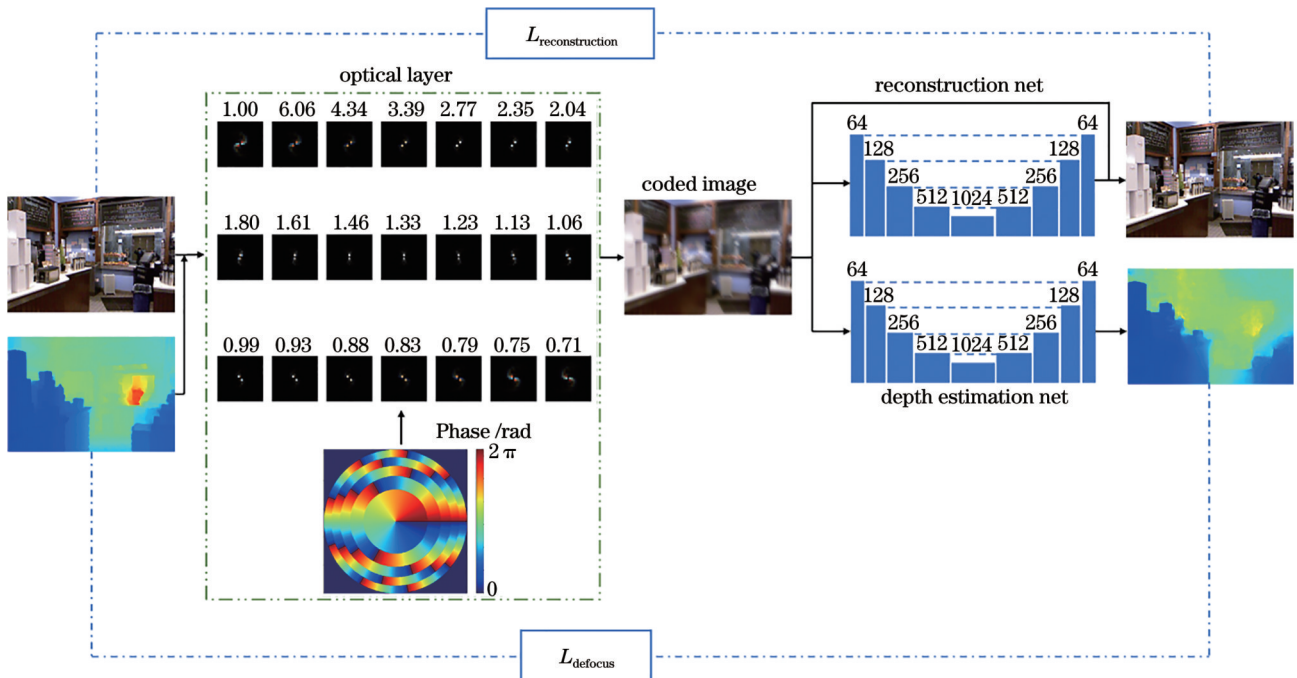 L_reconstruction
optical layer
1.00 6.06 4.34 3.39 2.77 2.35 2.04
1.80 1.61 1.46 1.33 1.23 1.13 1.06
0.99 0.93 0.88 0.83 0.79 0.75 0.71
Phase /rad
2 π
0
coded image
reconstruction net
64 64
128 128
256 256
512 1024 512
64 64
128 128
256 256
512 1024 512
depth estimation net
L_defocus